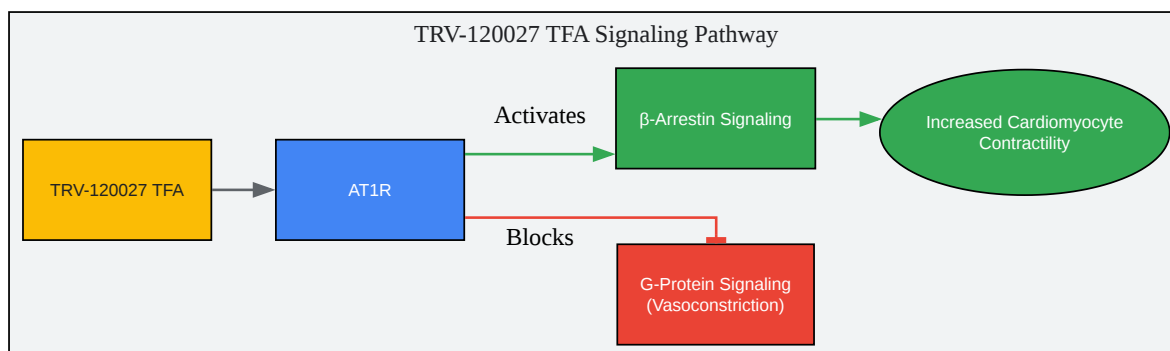 TRV-120027 TFA Signaling Pathway
TRV-120027 TFA
AT1R
Activates
β-Arrestin Signaling
Increased Cardiomyocyte
Contractility
Blocks
G-Protein Signaling
(Vasoconstriction)